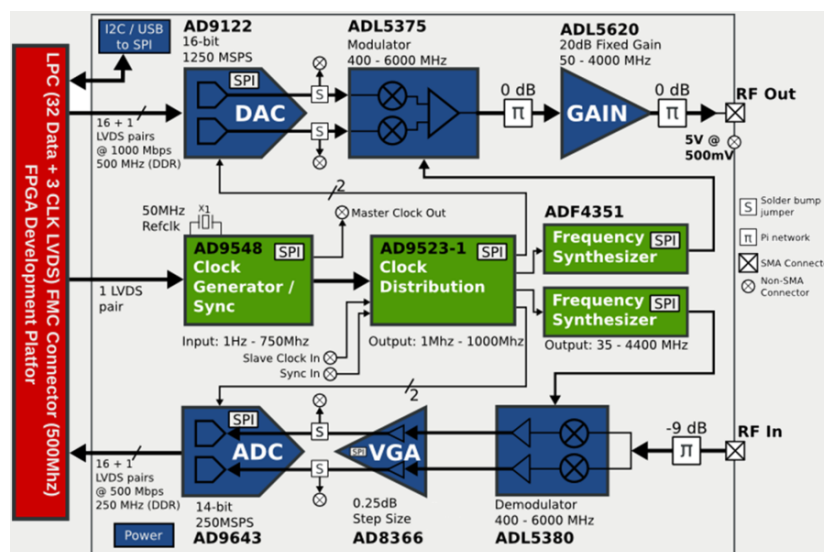 I2C / USB
to SPI
AD9122
16-bit
1250 MSPS
SPI
DAC
S
S
ADL5375
Modulator
400 - 6000 MHz
ADL5620
20dB Fixed Gain
50 - 4000 MHz
0 dB
π
GAIN
0 dB
π
RF Out
5V @
500mV
LPC (32 Data + 3 CLK LVDS) FMC Connector (500Mhz)
FPGA Development Platfor
16 + 1
LVDS pairs
@ 1000 Mbps
500 MHz (DDR)
2
50MHz
Refclk
X1
Master Clock Out
AD9548
SPI
Clock
Generator /
Sync
AD9523-1
SPI
Clock
Distribution
ADF4351
Frequency
Synthesizer
SPI
Frequency
Synthesizer
SPI
1 LVDS
pair
Input: 1Hz - 750Mhz
Output: 1Mhz - 1000Mhz
Output: 35 - 4400 MHz
Slave Clock In
Sync In
S
Solder bump
jumper
π
Pi network
SMA Connecto
Non-SMA
Connector
2
SPI
ADC
S
S
SPI
VGA
-9 dB
π
RF In
16 + 1
LVDS pairs
@ 500 Mbps
250 MHz (DDR)
14-bit
250MSPS
AD9643
0.25dB
Step Size
AD8366
Demodulator
400 - 6000 MHz
ADL5380
Power